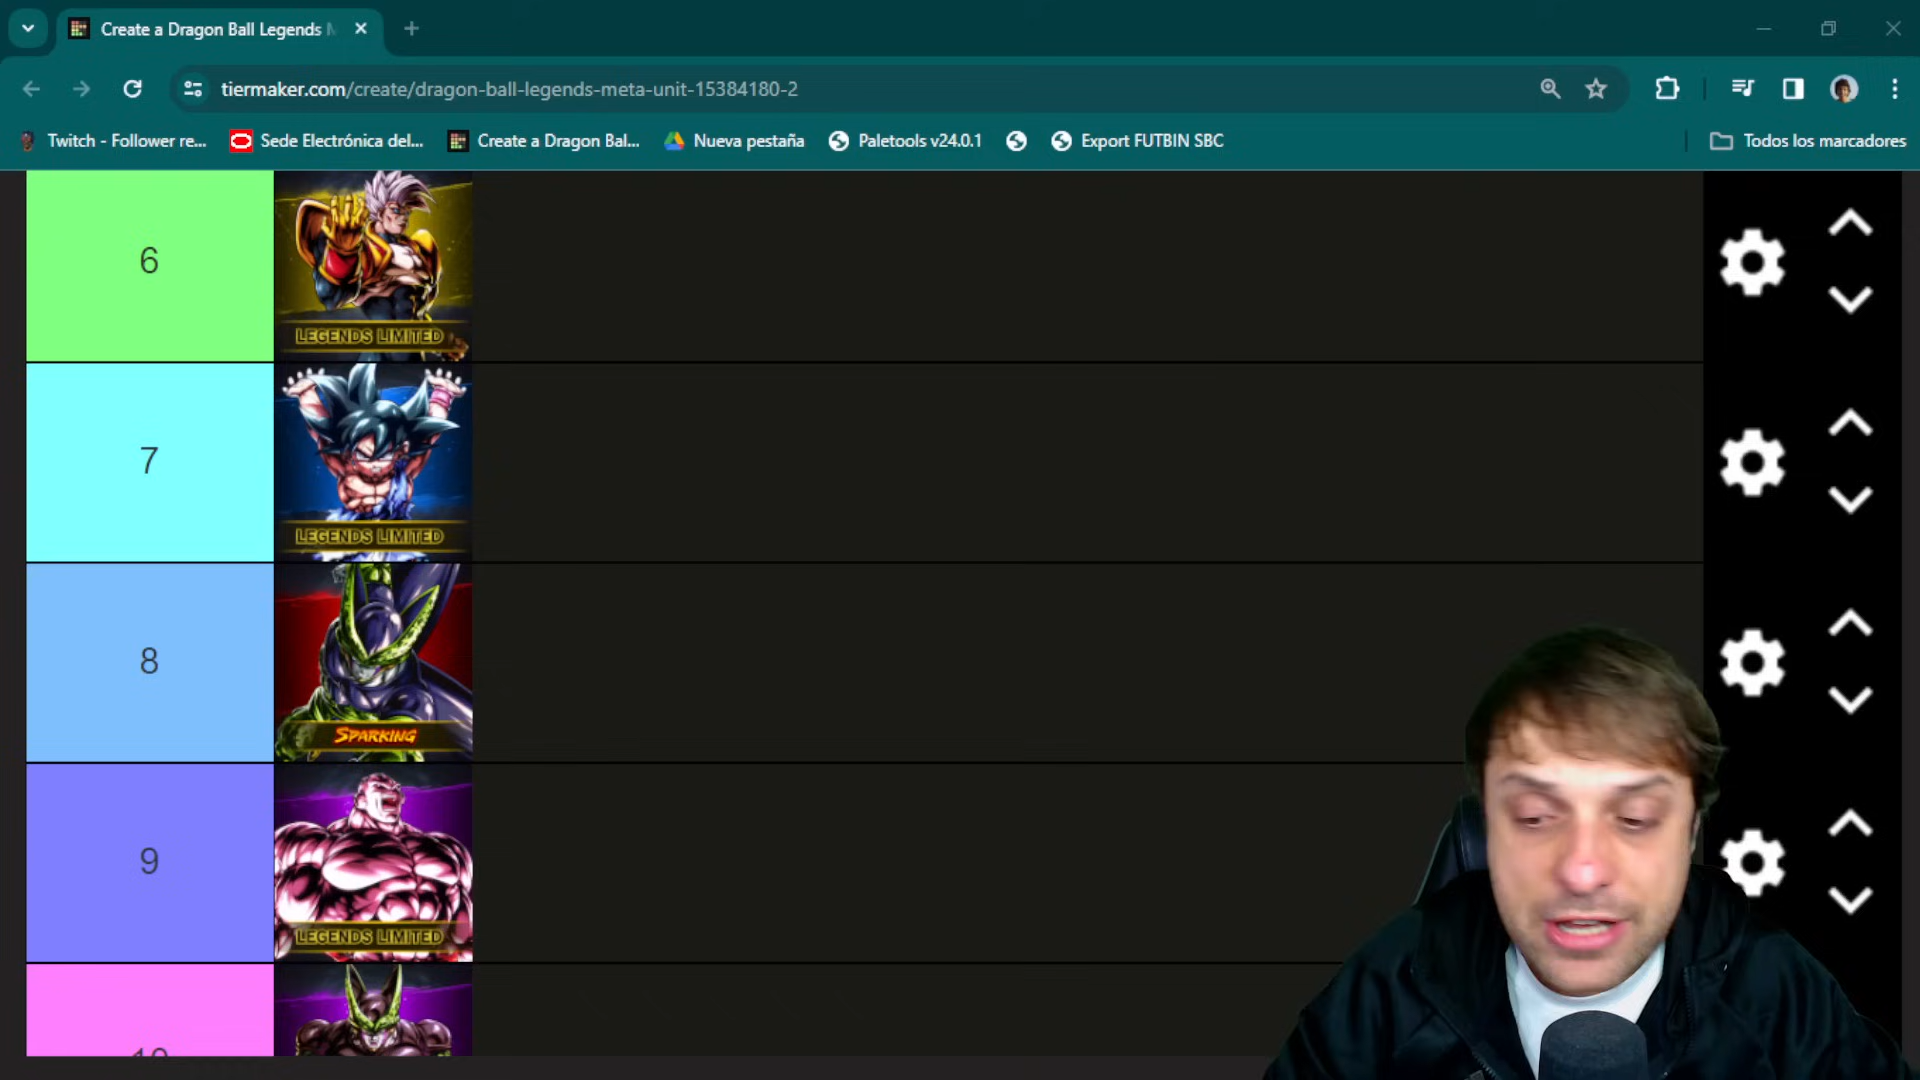 Create a Dragon Ball Legends M
tiermaker.com/create/dragon-ball-legends-meta-unit-15384180-2
Twitch - Follower re... Sede Electrónica del... Create a Dragon Bal... Nueva pestaña Paletools v24.0.1 Export FUTBIN SBC Todos los marcadores
6
LEGENDS LIMITED
7
LEGENDS LIMITED
8
SPARKING
9
LEGENDS LIMITED
10